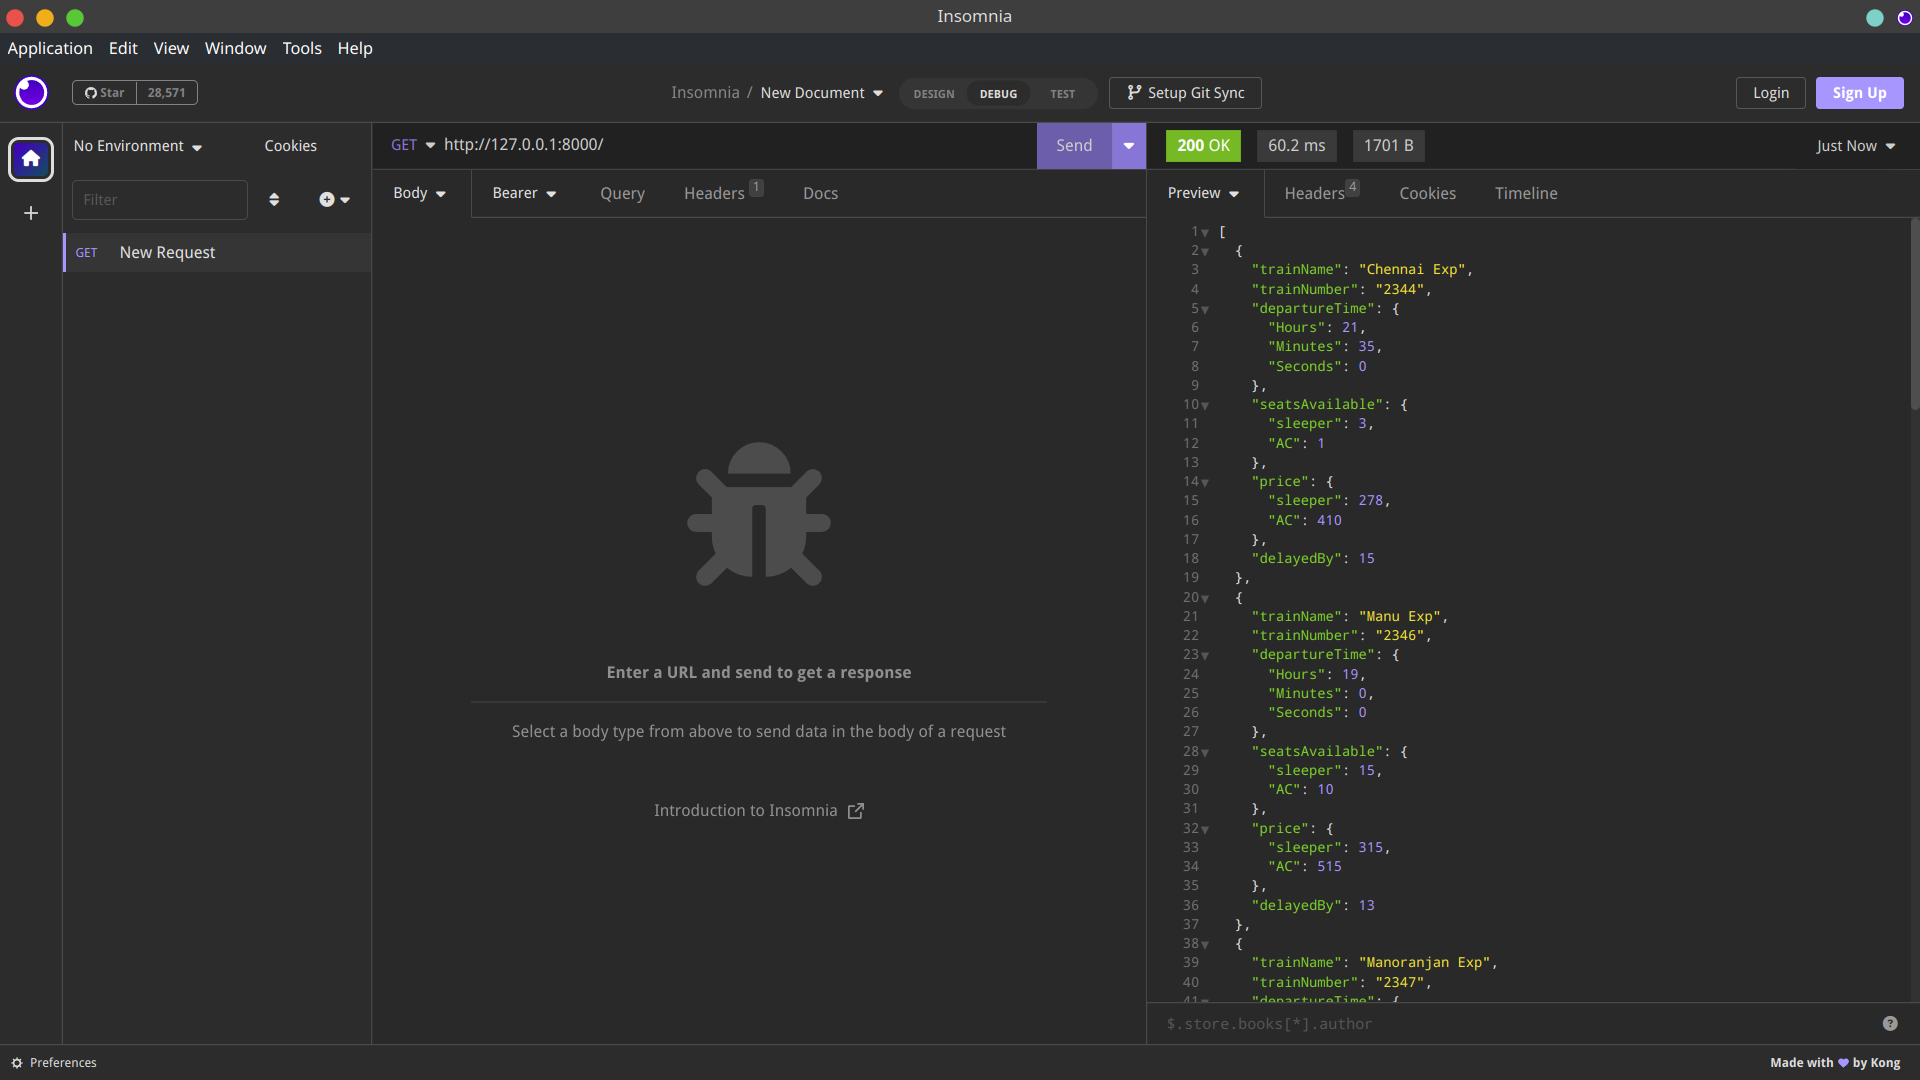 Insomnia
Application Edit View Window Tools Help
Star 28,571
Insomnia / New Document
DESIGN DEBUG TEST
Setup Git Sync
Login Sign Up
No Environment Cookies
Filter
GET New Request
GET http://127.0.0.1:8000/ Send
Body Bearer Query Headers 1 Docs
Enter a URL and send to get a response
Select a body type from above to send data in the body of a request
Introduction to Insomnia
200 OK 60.2 ms 1701 B Just Now
Preview Headers 4 Cookies Timeline
1 [
2 {
3 "trainName": "Chennai Exp",
4 "trainNumber": "2344",
5 "departureTime": {
6 "Hours": 21,
7 "Minutes": 35,
8 "Seconds": 0
9 },
10 "seatsAvailable": {
11 "sleeper": 3,
12 "AC": 1
13 },
14 "price": {
15 "sleeper": 278,
16 "AC": 410
17 },
18 "delayedBy": 15
19 },
20 {
21 "trainName": "Manu Exp",
22 "trainNumber": "2346",
23 "departureTime": {
24 "Hours": 19,
25 "Minutes": 0,
26 "Seconds": 0
27 },
28 "seatsAvailable": {
29 "sleeper": 15,
30 "AC": 10
31 },
32 "price": {
33 "sleeper": 315,
34 "AC": 515
35 },
36 "delayedBy": 13
37 },
38 {
39 "trainName": "Manoranjan Exp",
40 "trainNumber": "2347",
41 "departureTime": {
$.store.books[*].author
Preferences
Made with by Kong